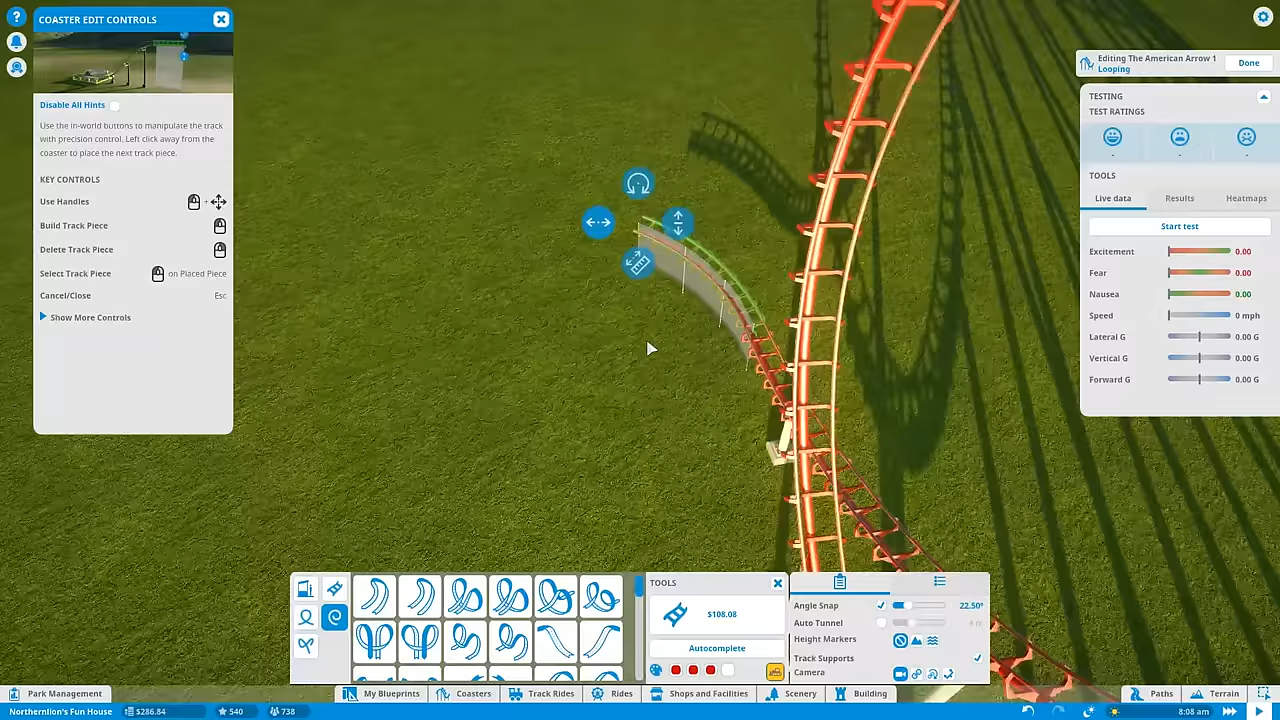 ?
COASTER EDIT CONTROLS
Disable All Hints
Use the in-world buttons to manipulate the track
with precision control. Left click away from the
coaster to place the next track piece.
KEY CONTROLS
Use Handles
+
Build Track Piece
Delete Track Piece
Select Track Piece
on Placed Piece
Cancel/Close
Esc
Show More Controls
Editing The American Arrow 1
Looping
Done
TESTING
TEST RATINGS
- - -
TOOLS
Live data
Results
Heatmaps
Start test
Excitement 0.00
Fear 0.00
Nausea 0.00
Speed 0 mph
Lateral G 0.00 G
Vertical G 0.00 G
Forward G 0.00 G
TOOLS
$108.08
Autocomplete
Angle Snap 22.50°
Auto Tunnel 4 m
Height Markers
Track Supports
Camera
Park Management
My Blueprints
Coasters
Track Rides
Rides
Shops and Facilities
Scenery
Building
Paths
Terrain
Northernlion's Fun House
$286.84
540
738
8:08 am